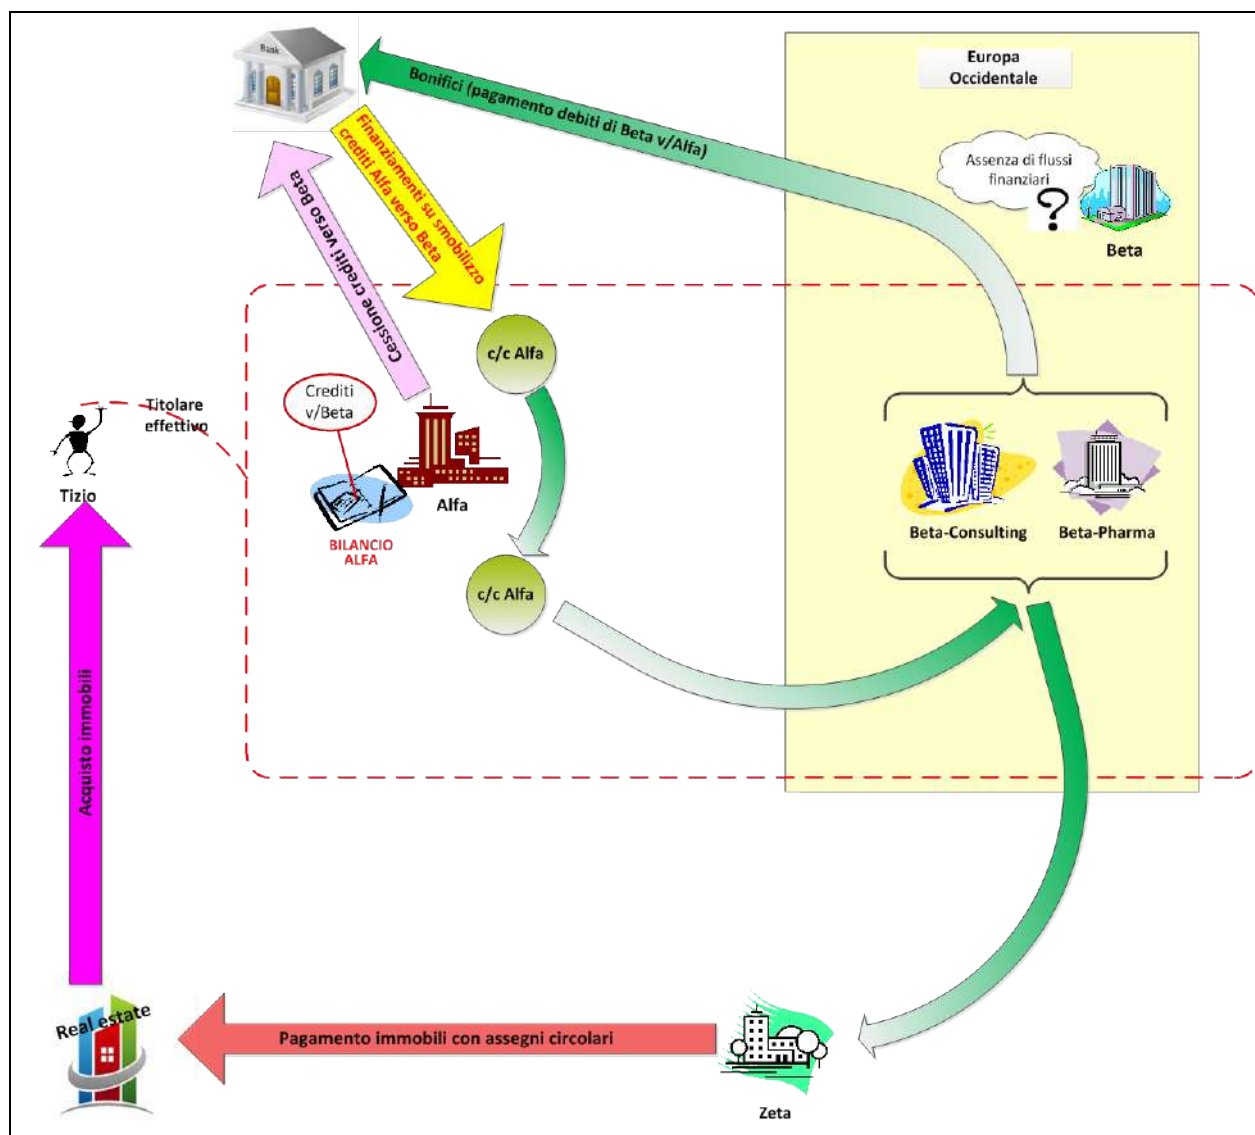 Bank
Europa
Occidentale
Bonifici (pagamento debiti di Beta v/Alfa)
Finanziamenti su smobilizzo
crediti Alfa verso Beta
Cessione crediti verso Beta
Assenza di flussi
finanziari
?
Beta
c/c Alfa
Crediti
v/Beta
Titolare
effettivo
Tizio
Alfa
BILANCIO
ALFA
Beta-Consulting
Beta-Pharma
c/c Alfa
Acquisto immobili
Real estate
Pagamento immobili con assegni circolari
Zeta